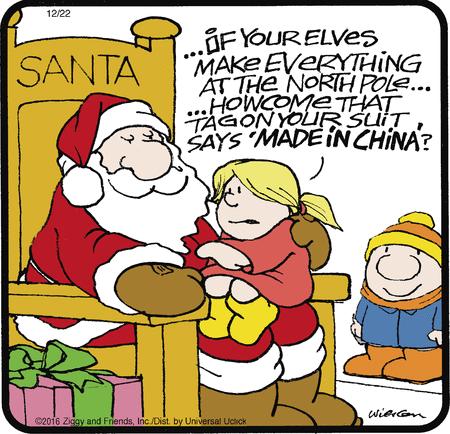 12/22
...iF YOUR ELVES
MAKE EVERYTHING
AT THE NORTH POLE...
...HOWCOME THAT
TAG ON YOUR SUIT,
SAYS 'MADE IN CHINA'?
SANTA
WILSON
©2016 Ziggy and Friends, Inc./Dist. by Universal Uclick